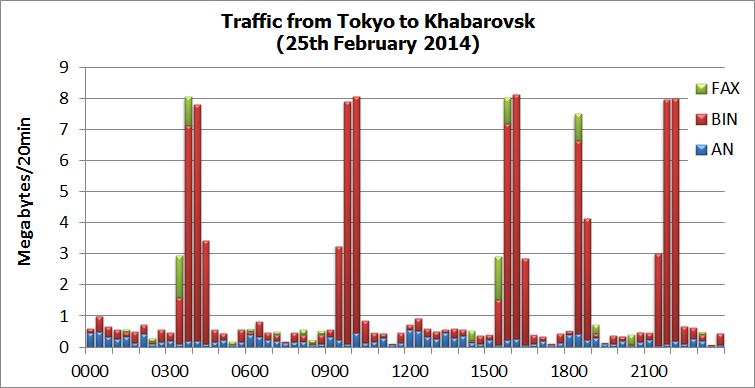 Traffic from Tokyo to Khabarovsk
(25th February 2014)
Megabytes/20min
9
8
7
6
5
4
3
2
1
0
0000 0300 0600 0900 1200 1500 1800 2100
FAX
BIN
AN